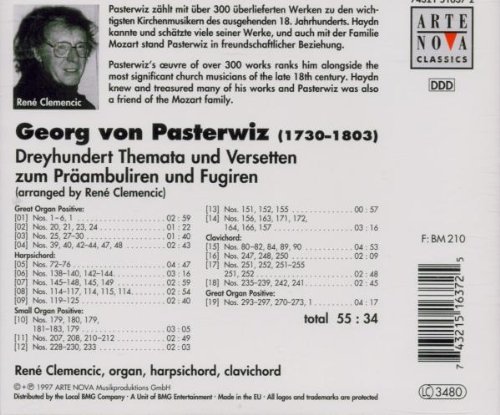 74321 51637 2
ARTE
NOVA
CLASSICS
DDD
René Clemencic
Pasterwiz zählt mit über 300 überlieferten Werken zu den wich-
tigsten Kirchenmusikern des ausgehenden 18. Jahrhunderts. Haydn
kannte und schätzte viele seiner Werke, und auch mit der Familie
Mozart stand Pasterwiz in freundschaftlicher Beziehung.
Pasterwiz's œuvre of over 300 works ranks him alongside the
most significant church musicians of the late 18th century. Haydn
knew and treasured many of his works and Pasterwiz was also
a friend of the Mozart family.
Georg von Pasterwiz (1730–1803)
Dreyhundert Themata und Versetten
zum Präambuliren und Fugiren
(arranged by René Clemencic)
Great Organ Positive:
[01] Nos. 1–6, 1 02 : 59
[02] Nos. 20, 21, 23, 24 01 : 22
[03] Nos. 25, 27–30 01 : 40
[04] Nos. 39, 40, 42–44, 47, 48 02 : 43
Harpsichord:
[05] Nos. 72–76 04 : 47
[06] Nos. 138–140, 142–144 03 : 16
[07] Nos. 145–148, 145, 149 02 : 59
[08] Nos. 114–117, 114, 115, 114 02 : 54
[09] Nos. 119–125 02 : 40
Small Organ Positive:
[10] Nos. 179, 180, 179,
181–183, 179 03 : 05
[11] Nos. 207, 208, 210–212 02 : 49
[12] Nos. 228–230, 233 02 : 03
[13] Nos. 151, 152, 155 00 : 57
[14] Nos. 156, 163, 171, 172,
164, 166, 157 03 : 16
Clavichord:
[15] Nos. 80–82, 84, 89, 90 04 : 53
[16] Nos. 247, 248, 250 02 : 09
[17] Nos. 251, 252, 251–255
251, 252 02 : 48
[18] Nos. 235–239, 242, 241 02 : 45
Great Organ Positive:
[19] Nos. 293–297, 270–273, 1 04 : 17
total 55 : 34
F: BM 210
7 43215 16372 5
René Clemencic, organ, harpsichord, clavichord
© + ℗ 1997 ARTE NOVA Musikproduktions GmbH
Distributed by the Local BMG Company · A Unit of BMG Entertainment · Made in the EU · All logos and trademarks are protected
LC 3480